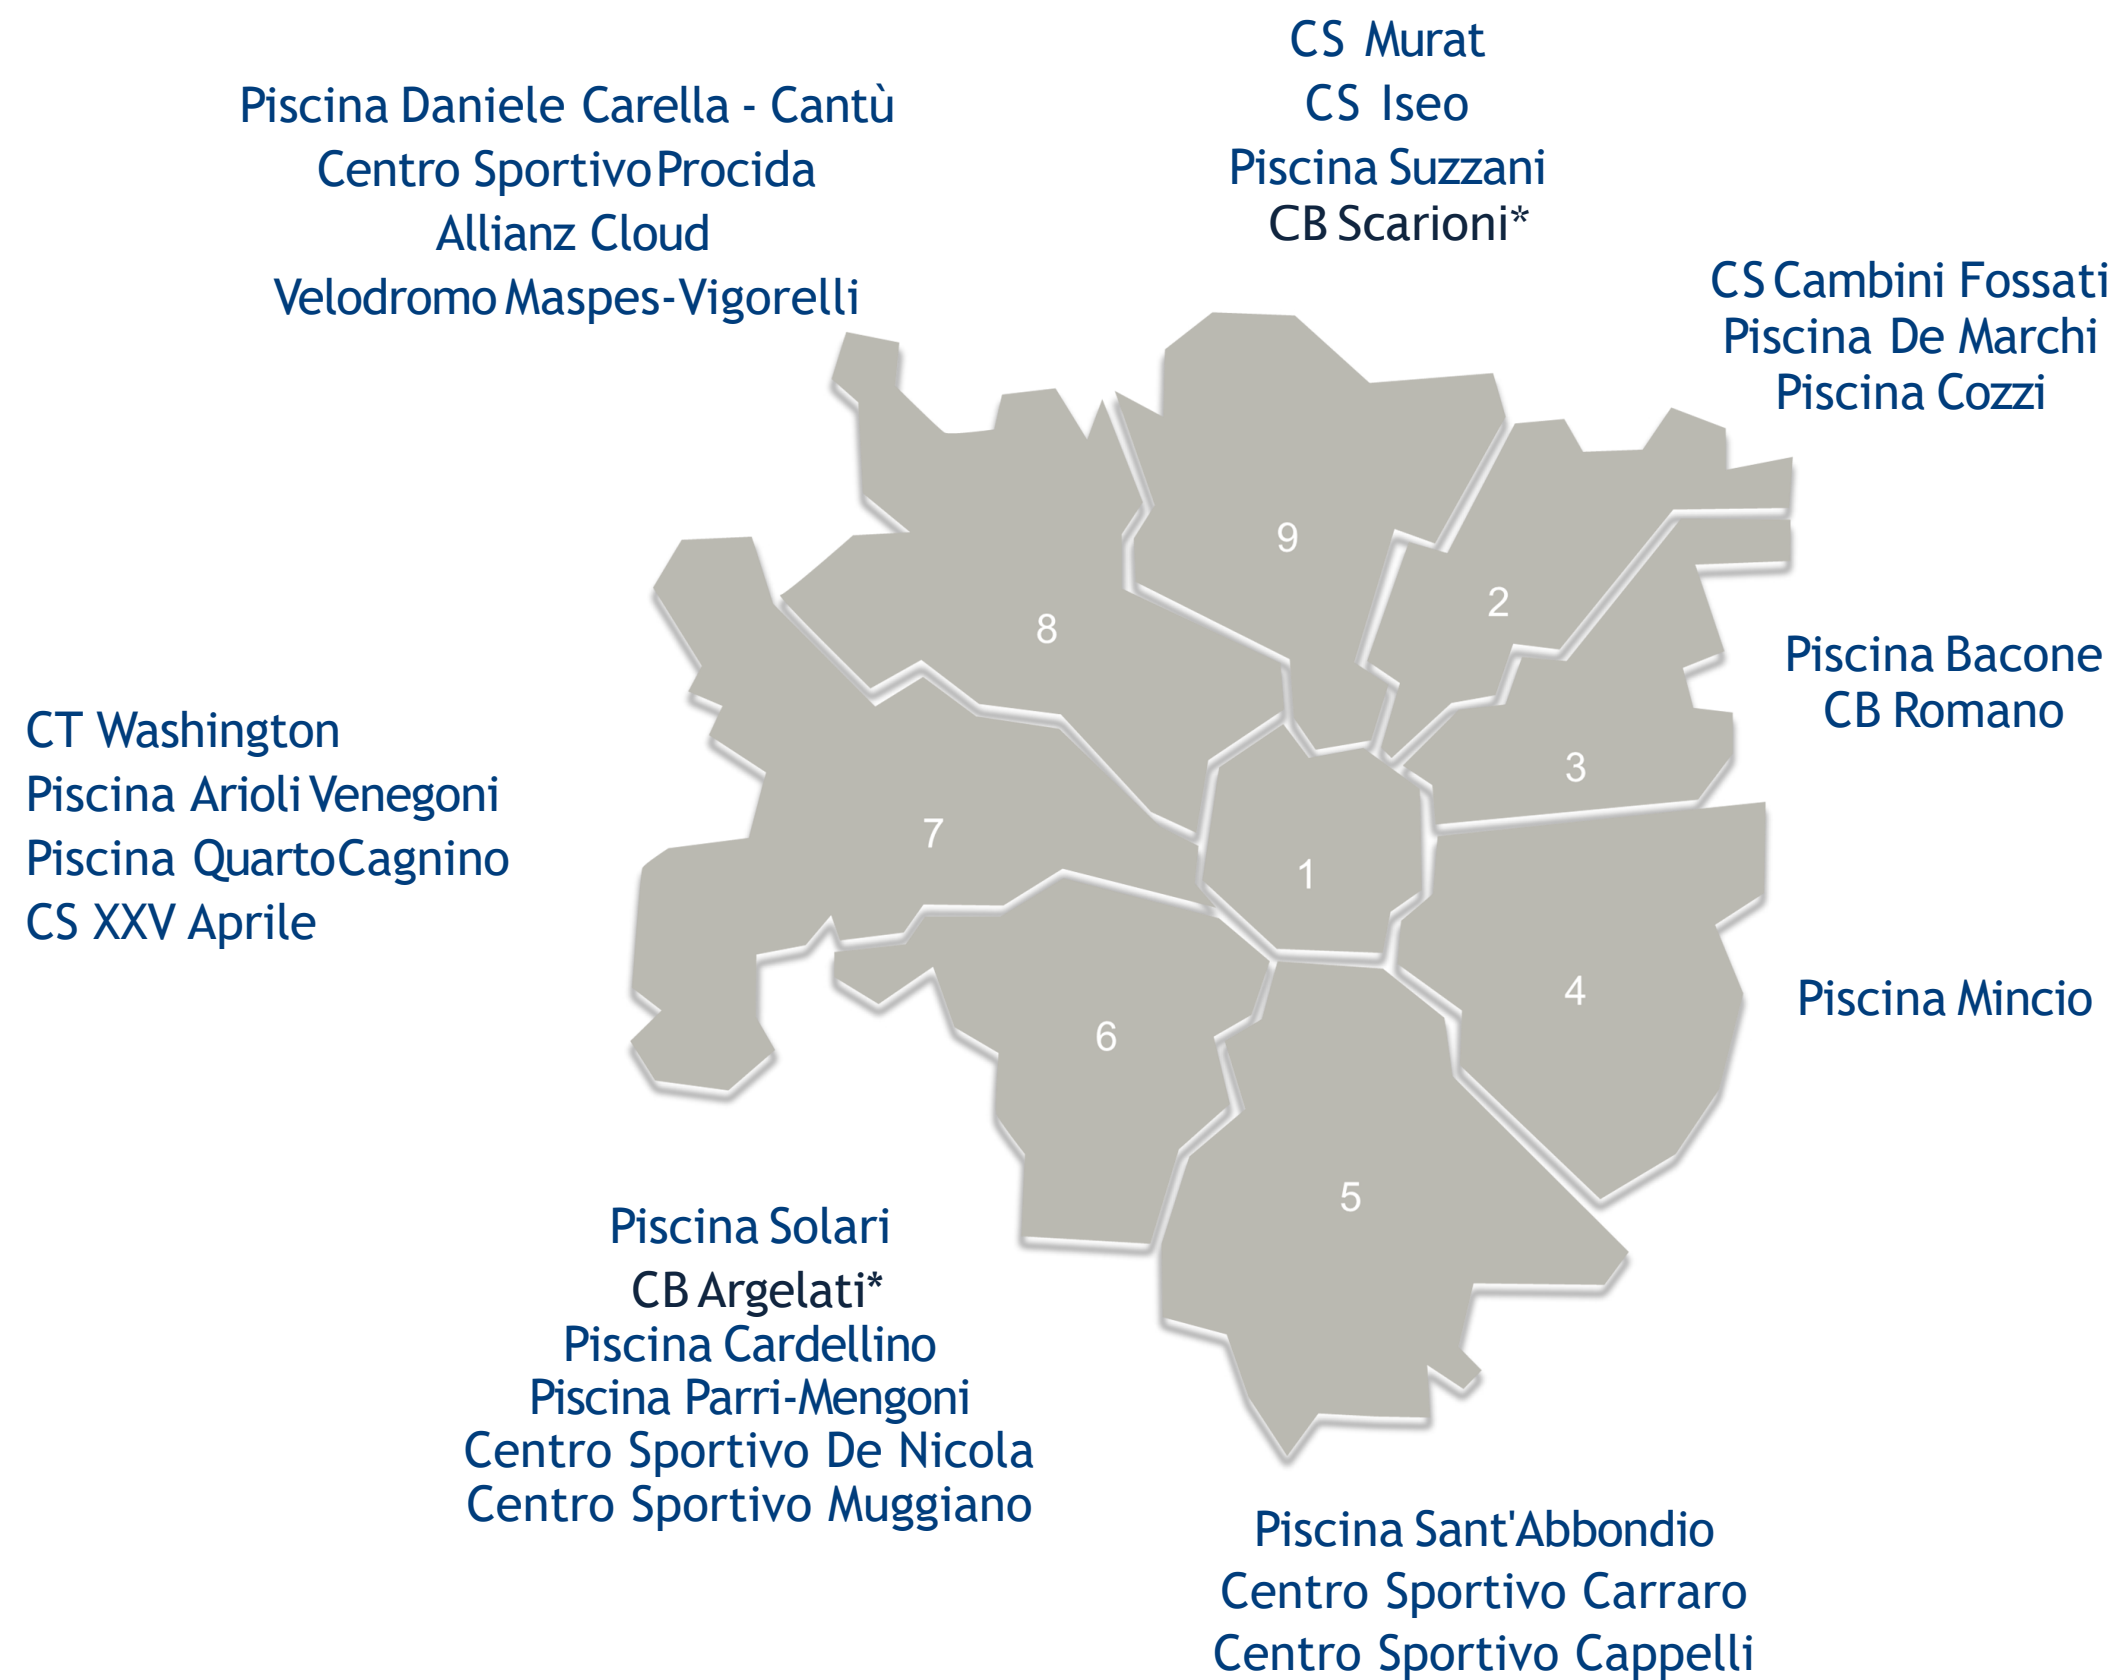 CS Murat
CS Iseo
Piscina Suzzani
CB Scarioni*
Piscina Daniele Carella - Cantù
Centro Sportivo Procida
Allianz Cloud
Velodromo Maspes-Vigorelli
CS Cambini Fossati
Piscina De Marchi
Piscina Cozzi
9
2
8
Piscina Bacone
CB Romano
CT Washington
Piscina Arioli Venegoni
Piscina Quarto Cagnino
CS XXV Aprile
3
7
1
4
Piscina Mincio
6
5
Piscina Solari
CB Argelati*
Piscina Cardellino
Piscina Parri-Mengoni
Centro Sportivo De Nicola
Centro Sportivo Muggiano
Piscina Sant'Abbondio
Centro Sportivo Carraro
Centro Sportivo Cappelli